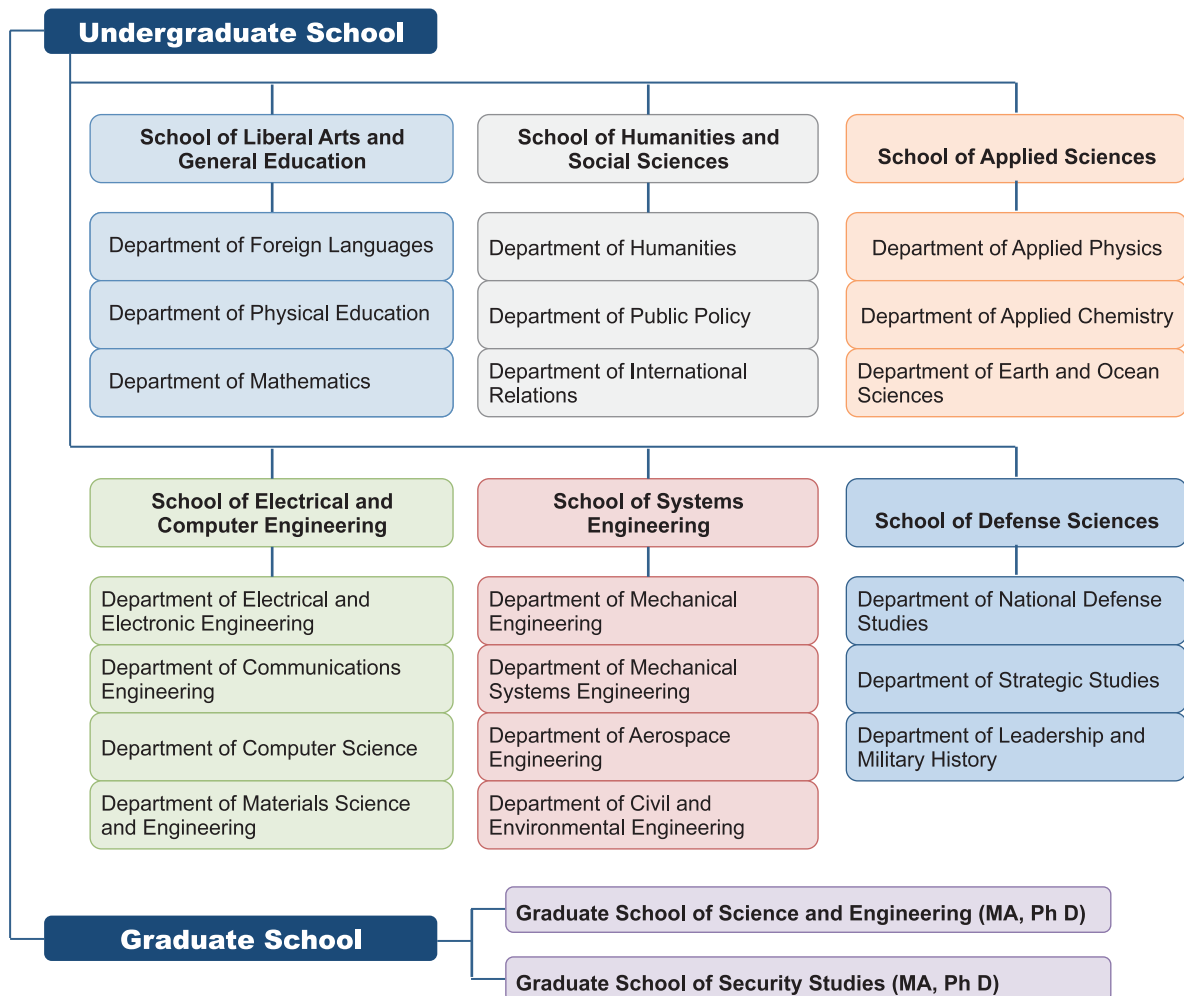 Undergraduate School
School of Liberal Arts and
General Education
Department of Foreign Languages
Department of Physical Education
Department of Mathematics
School of Humanities and
Social Sciences
Department of Humanities
Department of Public Policy
Department of International
Relations
School of Applied Sciences
Department of Applied Physics
Department of Applied Chemistry
Department of Earth and Ocean
Sciences
School of Electrical and
Computer Engineering
Department of Electrical and
Electronic Engineering
Department of Communications
Engineering
Department of Computer Science
Department of Materials Science
and Engineering
School of Systems
Engineering
Department of Mechanical
Engineering
Department of Mechanical
Systems Engineering
Department of Aerospace
Engineering
Department of Civil and
Environmental Engineering
School of Defense Sciences
Department of National Defense
Studies
Department of Strategic Studies
Department of Leadership and
Military History
Graduate School
Graduate School of Science and Engineering (MA, Ph D)
Graduate School of Security Studies (MA, Ph D)